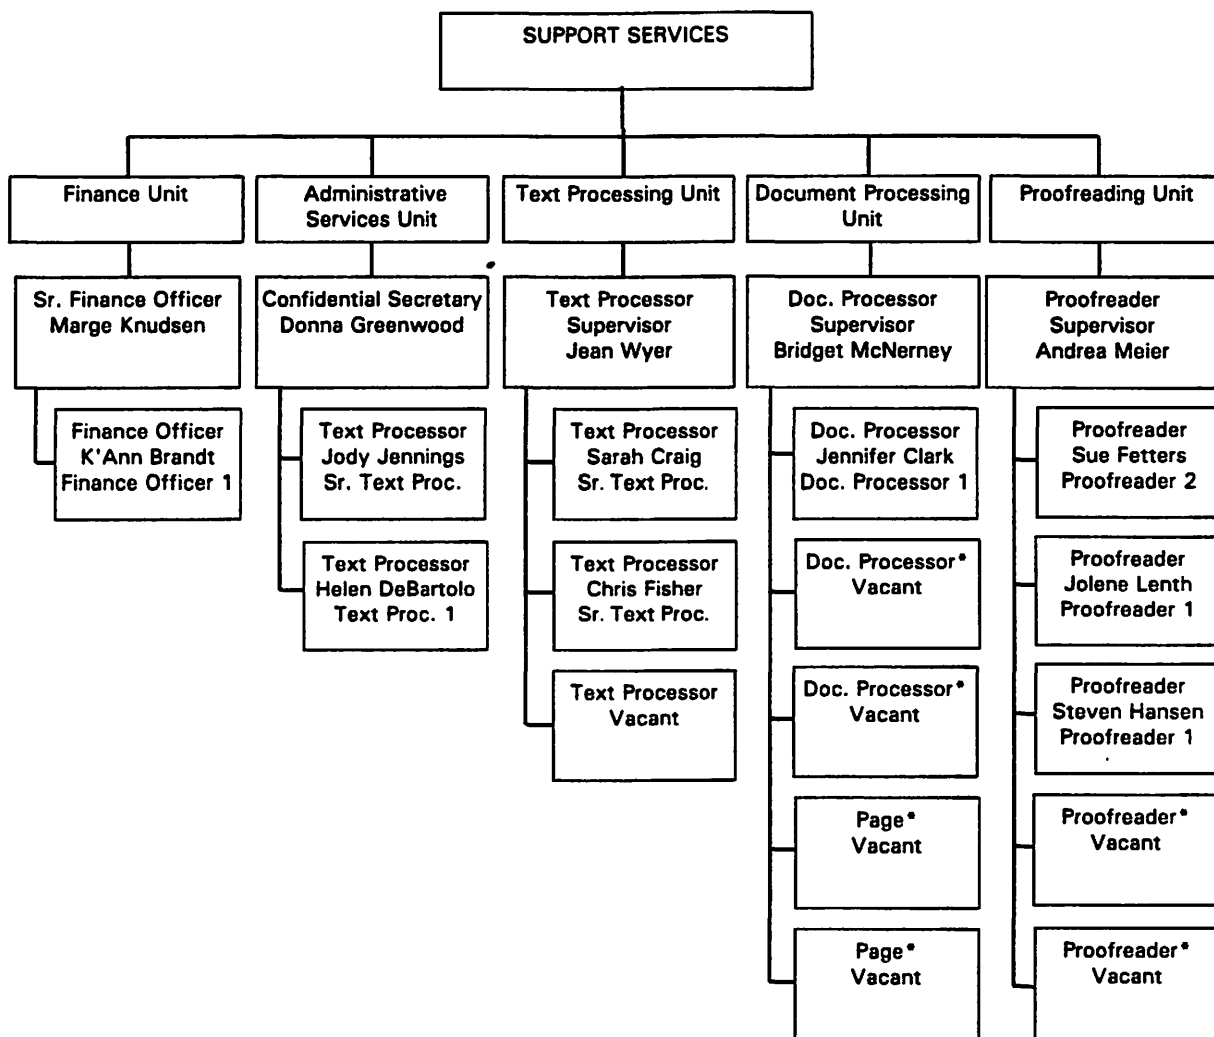 SUPPORT SERVICES
Finance Unit
Administrative
Services Unit
Text Processing Unit
Document Processing
Unit
Proofreading Unit
Sr. Finance Officer
Marge Knudsen
Confidential Secretary
Donna Greenwood
Text Processor
Supervisor
Jean Wyer
Doc. Processor
Supervisor
Bridget McNerney
Proofreader
Supervisor
Andrea Meier
Finance Officer
K'Ann Brandt
Finance Officer 1
Text Processor
Jody Jennings
Sr. Text Proc.
Text Processor
Sarah Craig
Sr. Text Proc.
Doc. Processor
Jennifer Clark
Doc. Processor 1
Proofreader
Sue Fetters
Proofreader 2
Text Processor
Helen DeBartolo
Text Proc. 1
Text Processor
Chris Fisher
Sr. Text Proc.
Doc. Processor*
Vacant
Proofreader
Jolene Lenth
Proofreader 1
Text Processor
Vacant
Doc. Processor*
Vacant
Proofreader
Steven Hansen
Proofreader 1
Page*
Vacant
Proofreader*
Vacant
Page*
Vacant
Proofreader*
Vacant